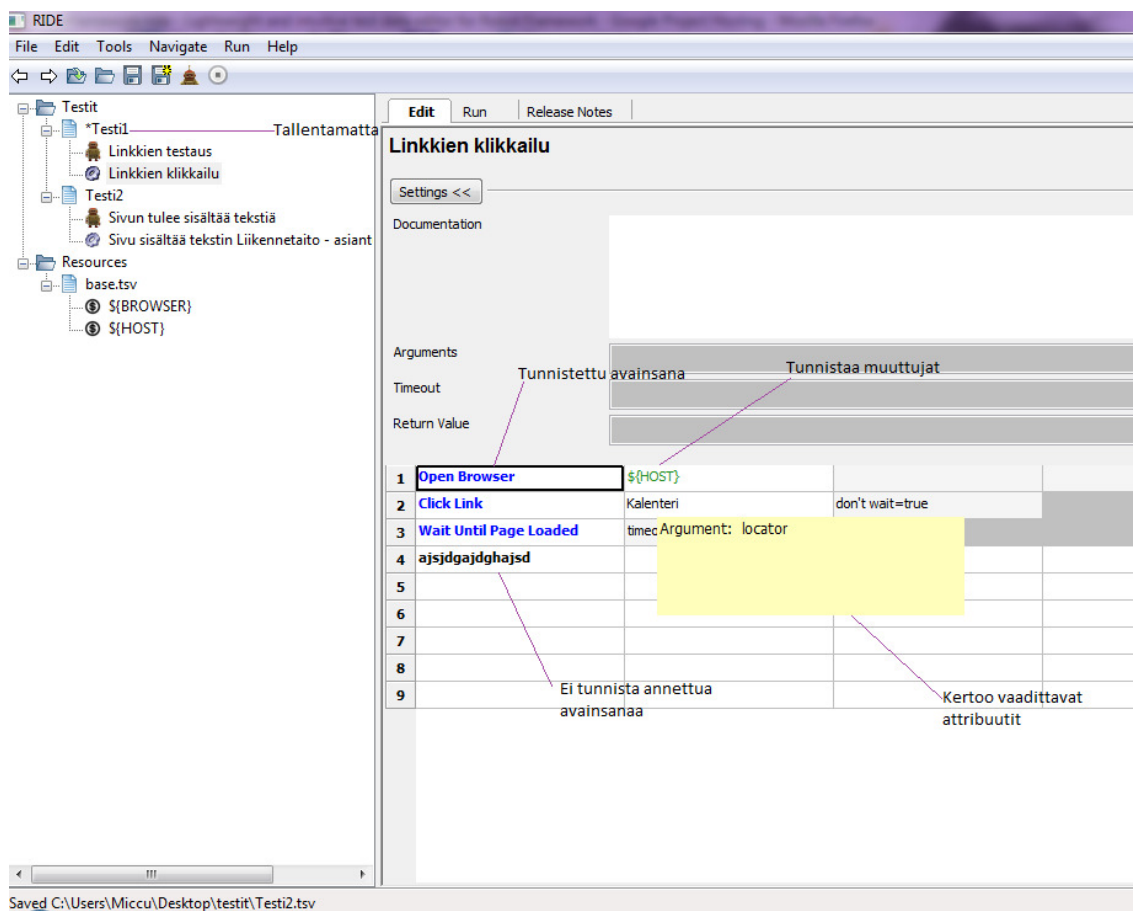 RIDE
File Edit Tools Navigate Run Help
Testit
*Testi1
Tallentamatta
Linkkien testaus
Linkkien klikkailu
Testi2
Sivun tulee sisältää tekstiä
Sivu sisältää tekstin Liikennetaito - asiant
Resources
base.tsv
${BROWSER}
${HOST}
Edit Run Release Notes
Linkkien klikkailu
Settings <<
Documentation
Arguments
Tunnistettu avainsana
Tunnistaa muuttujat
Timeout
Return Value
1 Open Browser ${HOST}
2 Click Link Kalenteri don't wait=true
3 Wait Until Page Loaded timeo
Argument: locator
4 ajsjdgajdghajsd
5
6
7
8
9
Ei tunnista annettua
avainsanaa
Kertoo vaadittavat
attribuutit
Saved C:\Users\Miccu\Desktop\testit\Testi2.tsv